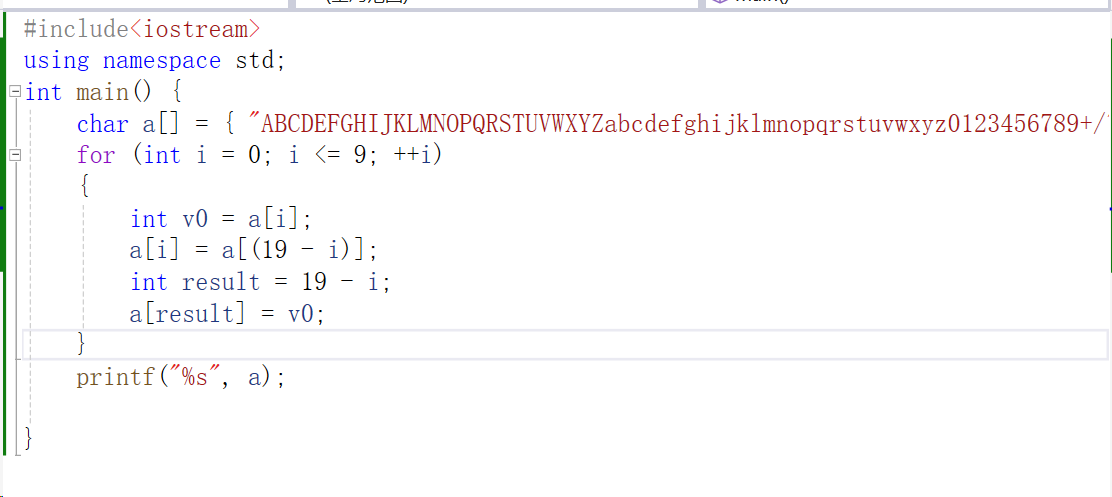 #include<iostream>
using namespace std;
int main() {
char a[] = { "ABCDEFGHIJKLMNOPQRSTUVWXYZabcdefghijklmnopqrstuvwxyz0123456789+/
for (int i = 0; i <= 9; ++i)
{
int v0 = a[i];
a[i] = a[(19 - i)];
int result = 19 - i;
a[result] = v0;
}
printf("%s", a);
}